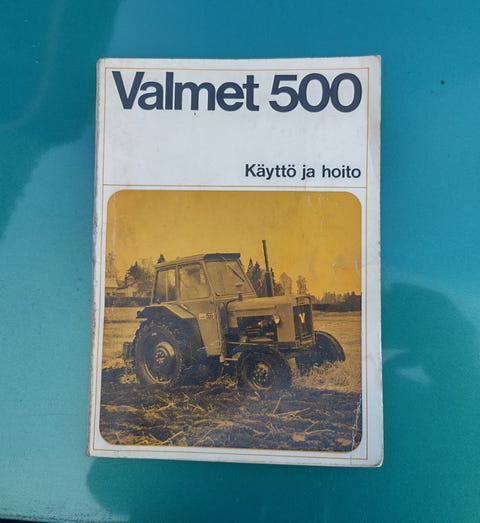 Valmet 500
Käyttö ja hoito